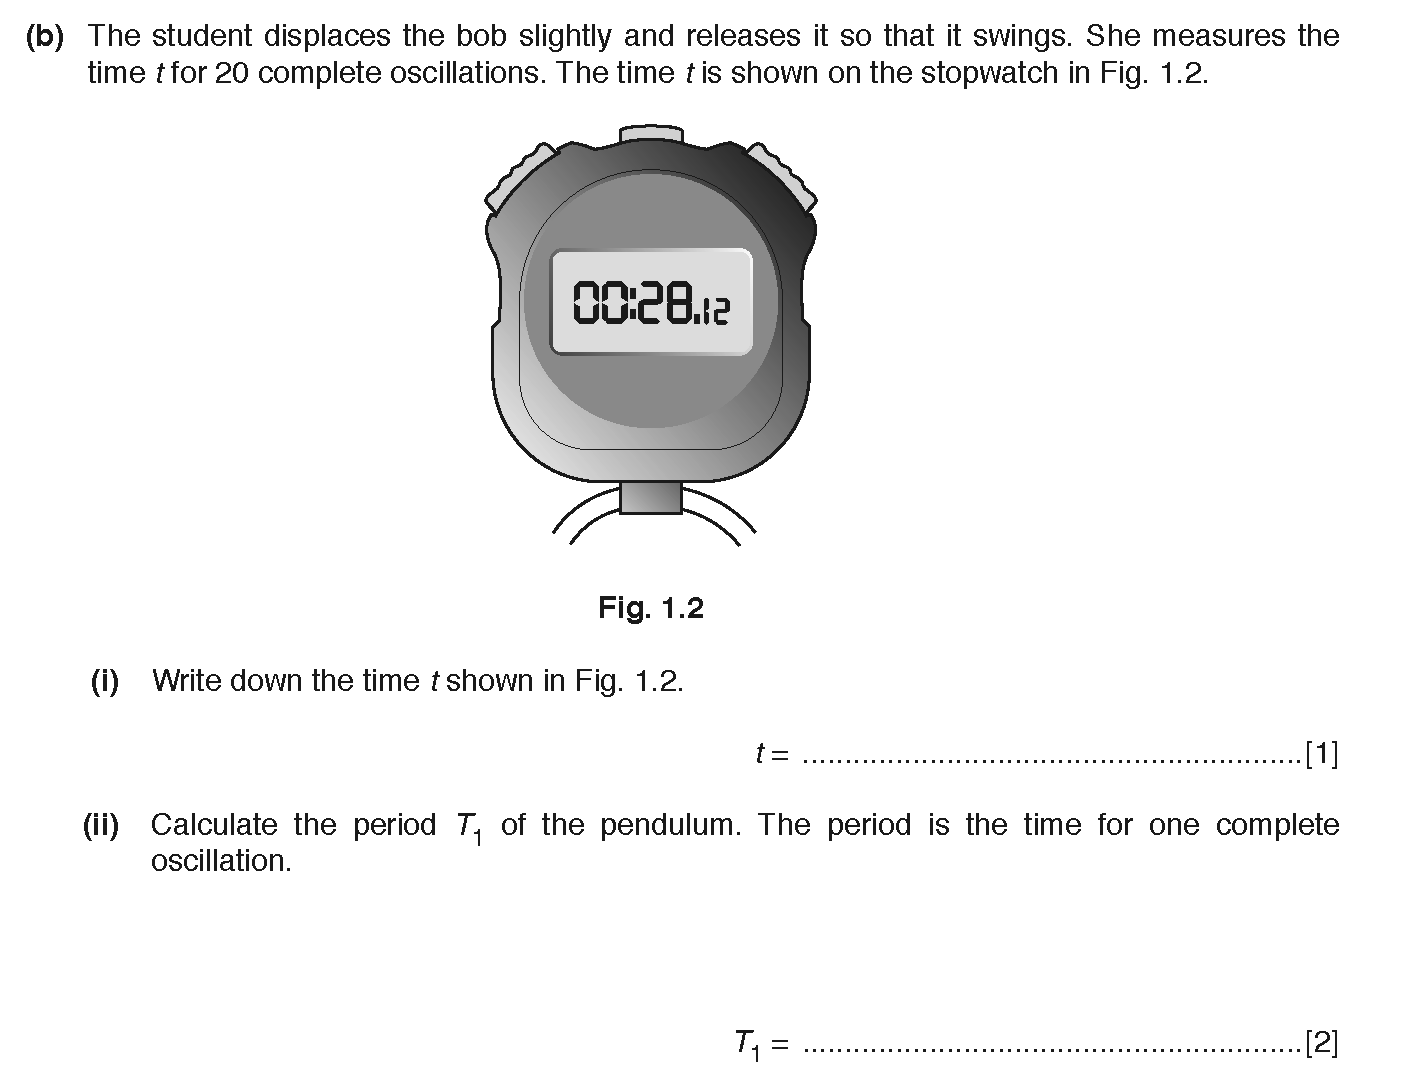 (b) The student displaces the bob slightly and releases it so that it swings. She measures the
time t for 20 complete oscillations. The time t is shown on the stopwatch in Fig. 1.2.
00:28.12
Fig. 1.2
(i) Write down the time t shown in Fig. 1.2.
t = ............................................................[1]
(ii) Calculate the period T1 of the pendulum. The period is the time for one complete
oscillation.
T1 = ............................................................[2]